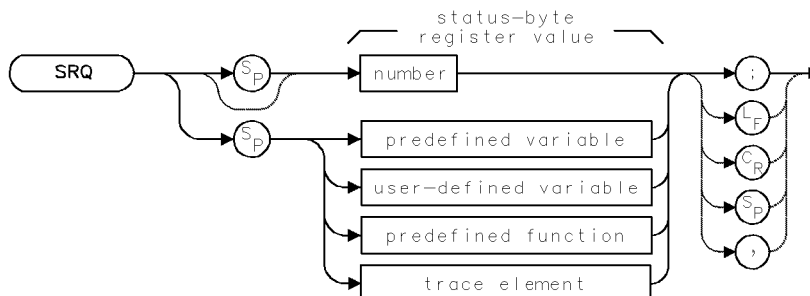 status-byte
register value
SRQ
SP
number
;
LF
SP
predefined variable
CR
user-defined variable
SP
predefined function
,
trace element